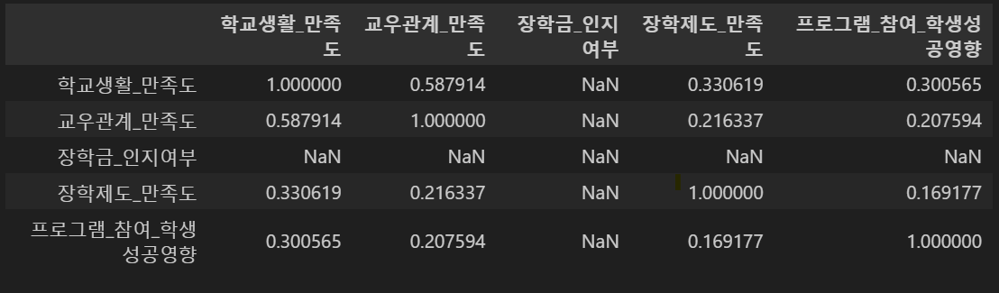 학교생활_만족 교우관계_만족 장학금_인지 장학제도_만족 프로그램_참여_학생성
도 도 여부 도 공영향
학교생활_만족도 1.000000 0.587914 NaN 0.330619 0.300565
교우관계_만족도 0.587914 1.000000 NaN 0.216337 0.207594
장학금_인지여부 NaN NaN NaN NaN NaN
장학제도_만족도 0.330619 0.216337 NaN 1.000000 0.169177
프로그램_참여_학생
성공영향 0.300565 0.207594 NaN 0.169177 1.000000